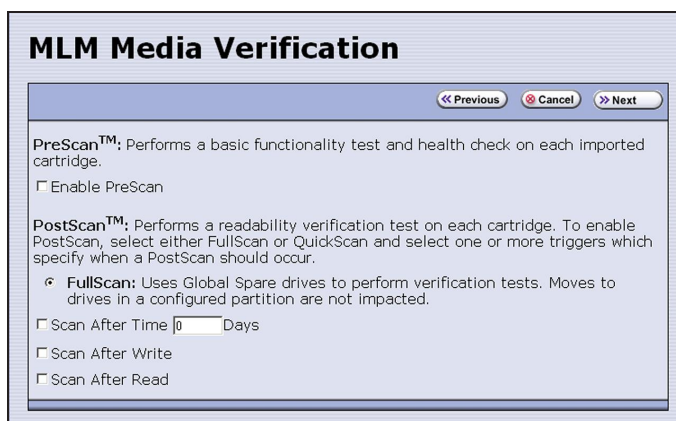 MLM Media Verification
Previous Cancel Next
PreScan™: Performs a basic functionality test and health check on each imported
cartridge.
Enable PreScan
PostScan™: Performs a readability verification test on each cartridge. To enable
PostScan, select either FullScan or QuickScan and select one or more triggers which
specify when a PostScan should occur.
FullScan: Uses Global Spare drives to perform verification tests. Moves to
drives in a configured partition are not impacted.
Scan After Time 0 Days
Scan After Write
Scan After Read